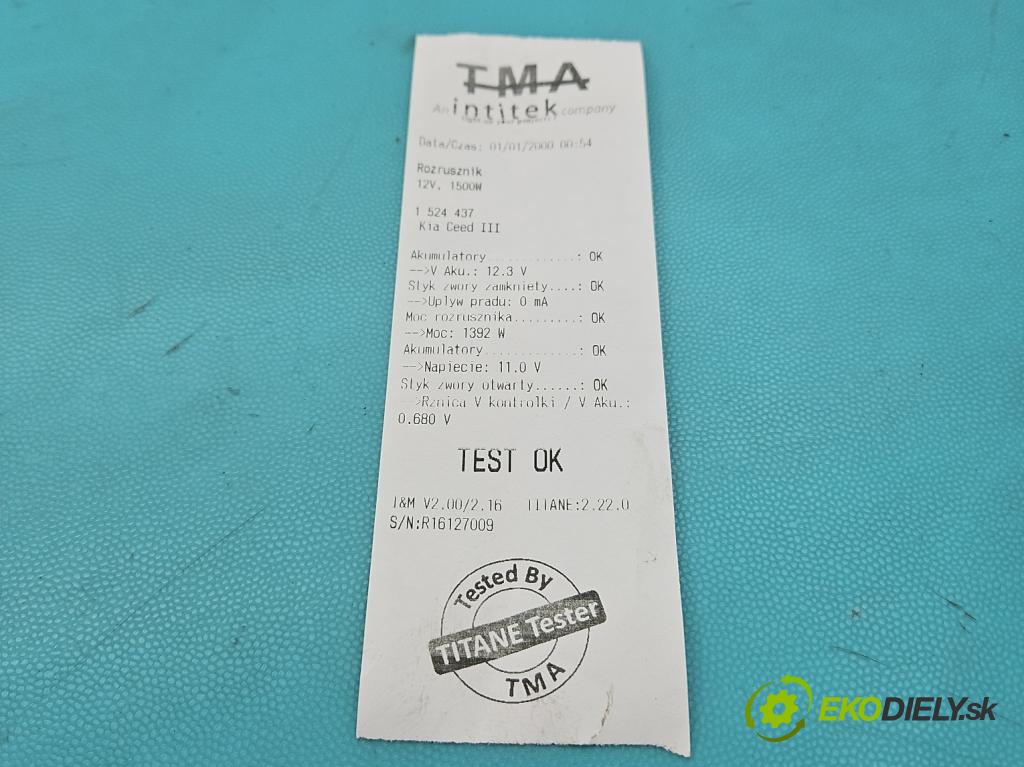 TMA
An intitek company
Data/Czas: 01/01/2000 00:54
Rozrusznik
12V, 1500W
1 524 437
Kia Ceed III
Akumulatory............: OK
-->V Aku.: 12.3 V
Styk zwory zamkniety....: OK
-->Uplyw pradu: 0 mA
Moc rozrusznika.........: OK
-->Moc: 1392 W
Akumulatory............: OK
-->Napiecie: 11.0 V
Styk zwory otwarty......: OK
-->Rznica V kontrolki / V Aku.:
0.680 V
TEST OK
I&M V2.00/2.16 TITANE:2.22.0
S/N:R16127009
Tested By
TITANE Tester
TMA
EKODIELY.sk